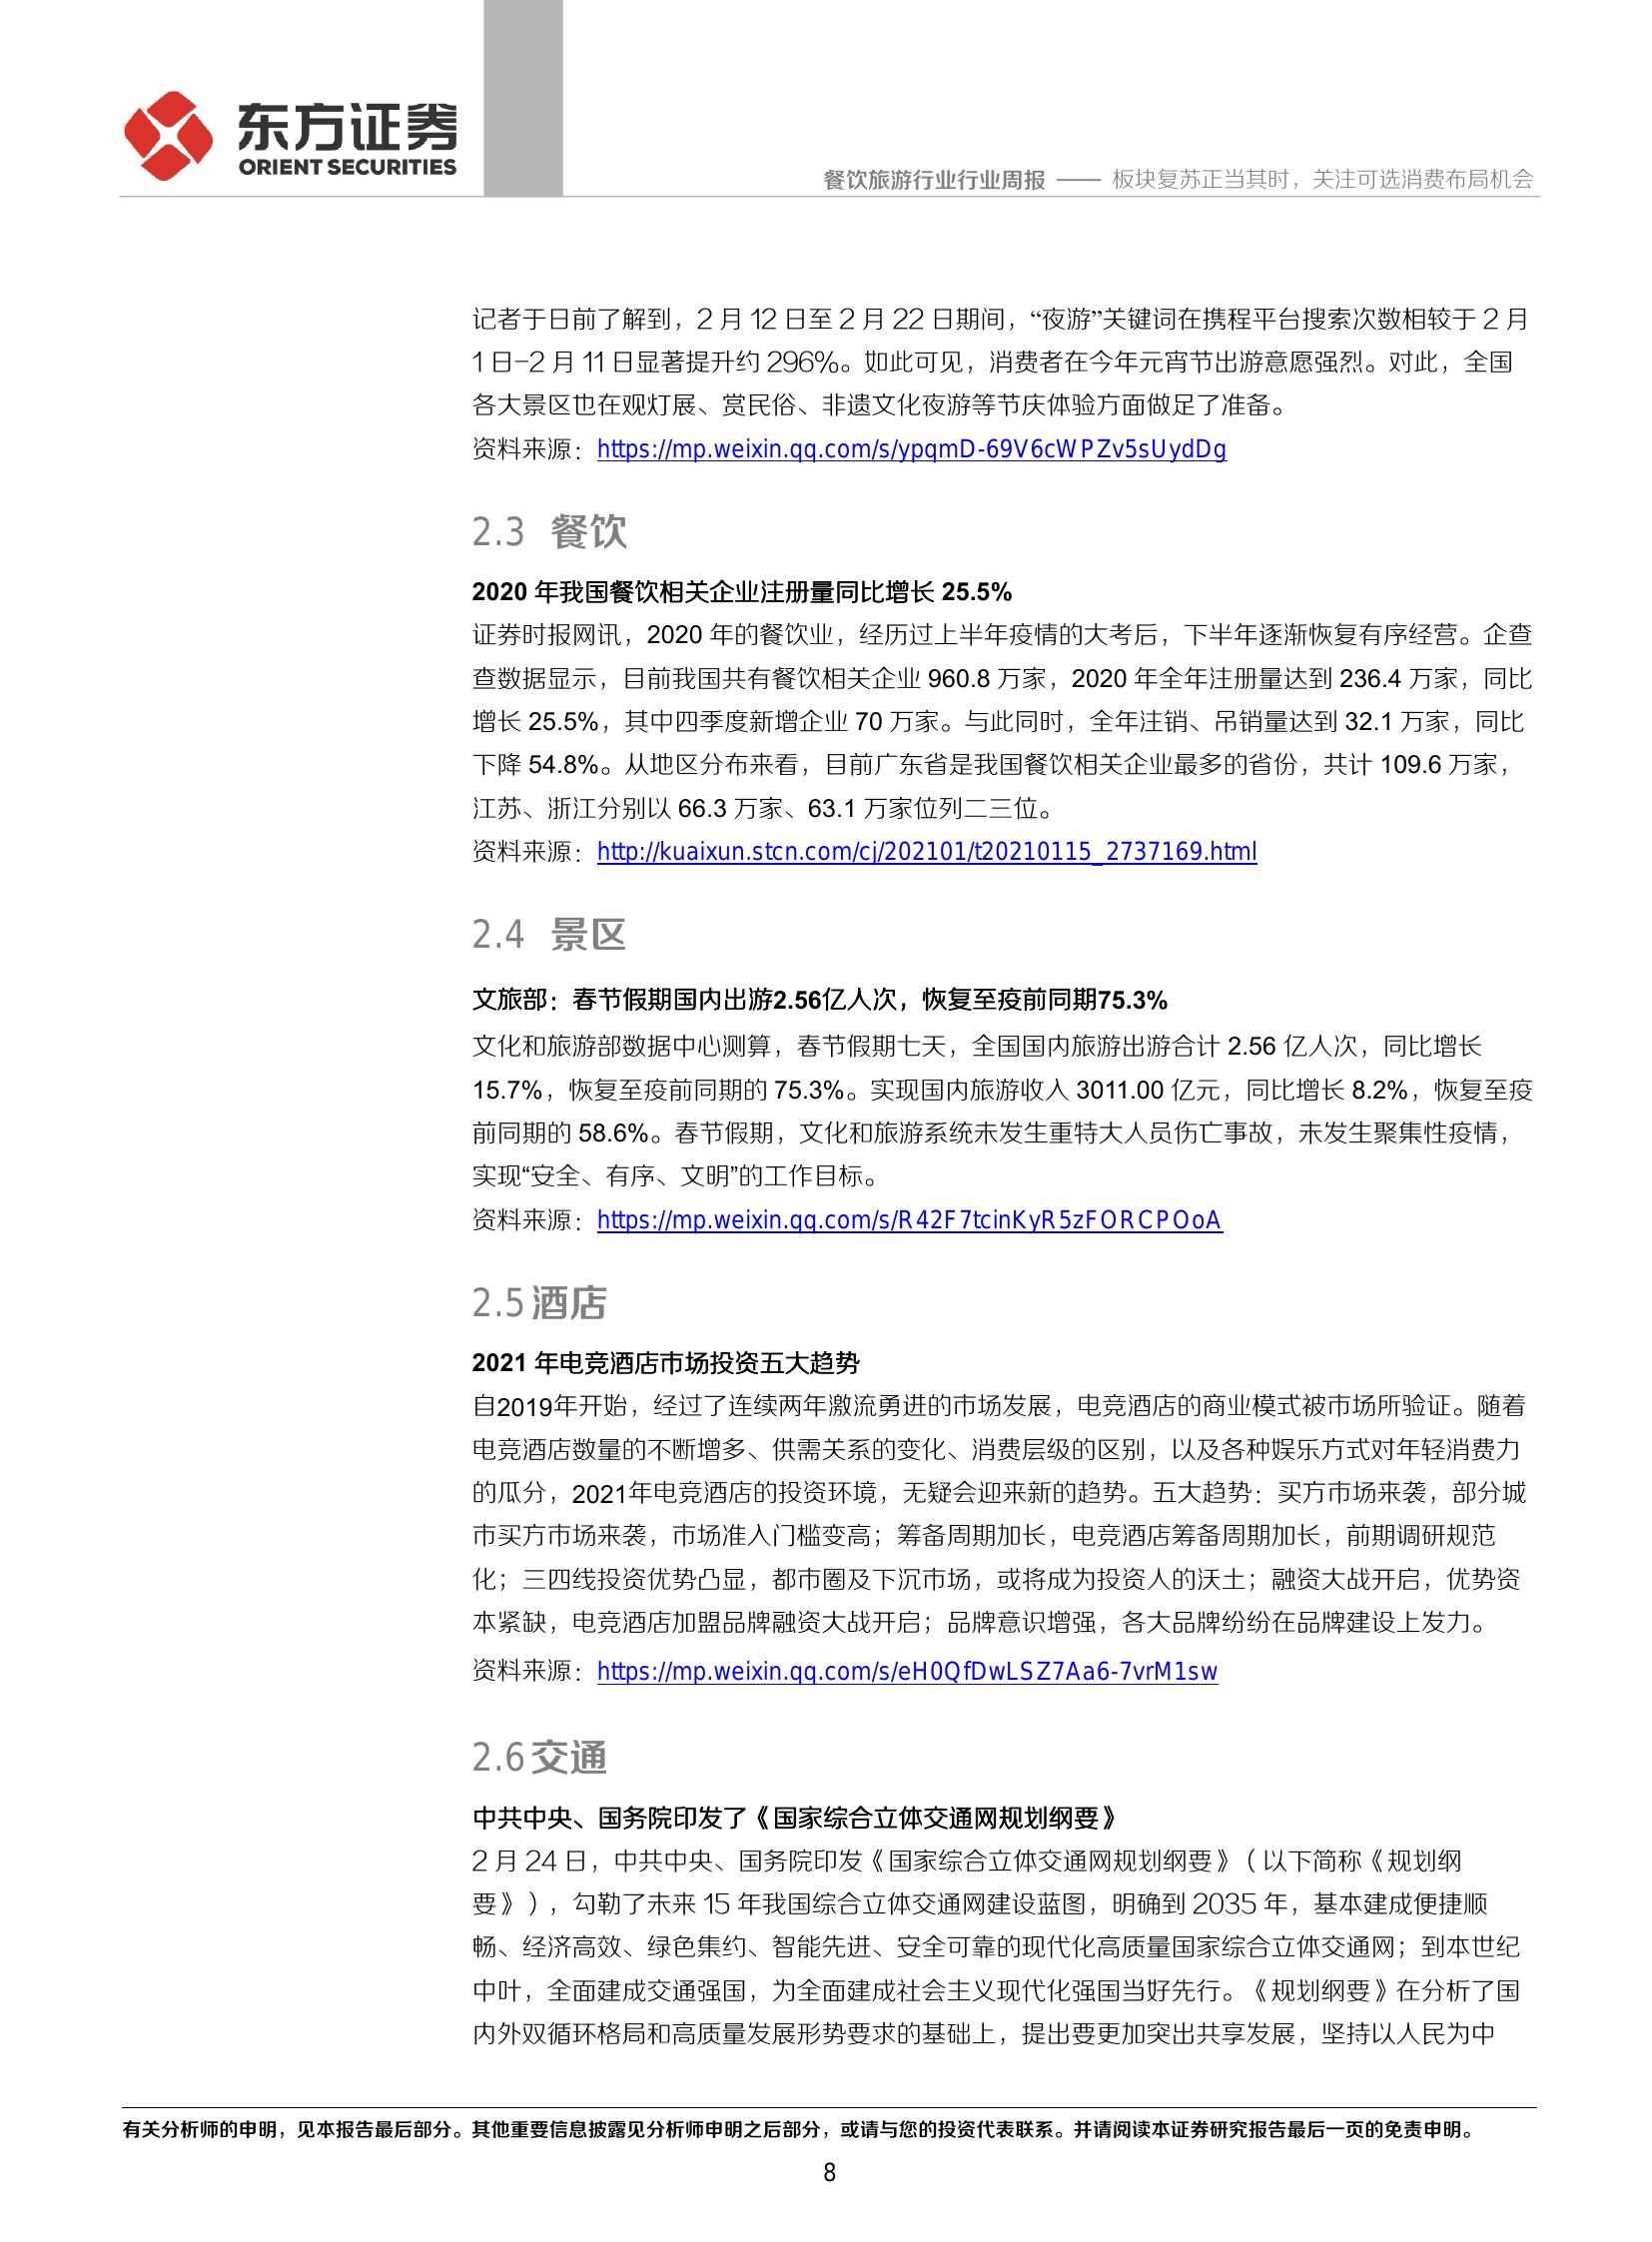 东方证券
ORIENT SECURITIES
餐饮旅游行业行业周报 —— 板块复苏正当其时，关注可选消费布局机会
记者于日前了解到，2 月 12 日至 2 月 22 日期间，“夜游”关键词在携程平台搜索次数相较于 2 月
1 日-2 月 11 日显著提升约 296%。如此可见，消费者在今年元宵节出游意愿强烈。对此，全国
各大景区也在观灯展、赏民俗、非遗文化夜游等节庆体验方面做足了准备。
资料来源：https://mp.weixin.qq.com/s/ypqmD-69V6cWPZv5sUydDg
2.3 餐饮
2020 年我国餐饮相关企业注册量同比增长 25.5%
证券时报网讯，2020 年的餐饮业，经历过上半年疫情的大考后，下半年逐渐恢复有序经营。企查
查数据显示，目前我国共有餐饮相关企业 960.8 万家，2020 年全年注册量达到 236.4 万家，同比
增长 25.5%，其中四季度新增企业 70 万家。与此同时，全年注销、吊销量达到 32.1 万家，同比
下降 54.8%。从地区分布来看，目前广东省是我国餐饮相关企业最多的省份，共计 109.6 万家，
江苏、浙江分别以 66.3 万家、63.1 万家位列二三位。
资料来源：http://kuaixun.stcn.com/cj/202101/t20210115_2737169.html
2.4 景区
文旅部：春节假期国内出游2.56亿人次，恢复至疫前同期75.3%
文化和旅游部数据中心测算，春节假期七天，全国国内旅游出游合计 2.56 亿人次，同比增长
15.7%，恢复至疫前同期的 75.3%。实现国内旅游收入 3011.00 亿元，同比增长 8.2%，恢复至疫
前同期的 58.6%。春节假期，文化和旅游系统未发生重特大人员伤亡事故，未发生聚集性疫情，
实现“安全、有序、文明”的工作目标。
资料来源：https://mp.weixin.qq.com/s/R42F7tcinKyR5zFORCPOoA
2.5 酒店
2021 年电竞酒店市场投资五大趋势
自2019年开始，经过了连续两年激流勇进的市场发展，电竞酒店的商业模式被市场所验证。随着
电竞酒店数量的不断增多、供需关系的变化、消费层级的区别，以及各种娱乐方式对年轻消费力
的瓜分，2021年电竞酒店的投资环境，无疑会迎来新的趋势。五大趋势：买方市场来袭，部分城
市买方市场来袭，市场准入门槛变高；筹备周期加长，电竞酒店筹备周期加长，前期调研规范
化；三四线投资优势凸显，都市圈及下沉市场，或将成为投资人的沃土；融资大战开启，优势资
本紧缺，电竞酒店加盟品牌融资大战开启；品牌意识增强，各大品牌纷纷在品牌建设上发力。
资料来源：https://mp.weixin.qq.com/s/eH0QfDwLSZ7Aa6-7vrM1sw
2.6 交通
中共中央、国务院印发了《国家综合立体交通网规划纲要》
2 月 24 日，中共中央、国务院印发《国家综合立体交通网规划纲要》（以下简称《规划纲
要》），勾勒了未来 15 年我国综合立体交通网建设蓝图，明确到 2035 年，基本建成便捷顺
畅、经济高效、绿色集约、智能先进、安全可靠的现代化高质量国家综合立体交通网；到本世纪
中叶，全面建成交通强国，为全面建成社会主义现代化强国当好先行。《规划纲要》在分析了国
内外双循环格局和高质量发展形势要求的基础上，提出要更加突出共享发展，坚持以人民为中
有关分析师的申明，见本报告最后部分。其他重要信息披露见分析师申明之后部分，或请与您的投资代表联系。并请阅读本证券研究报告最后一页的免责申明。
8